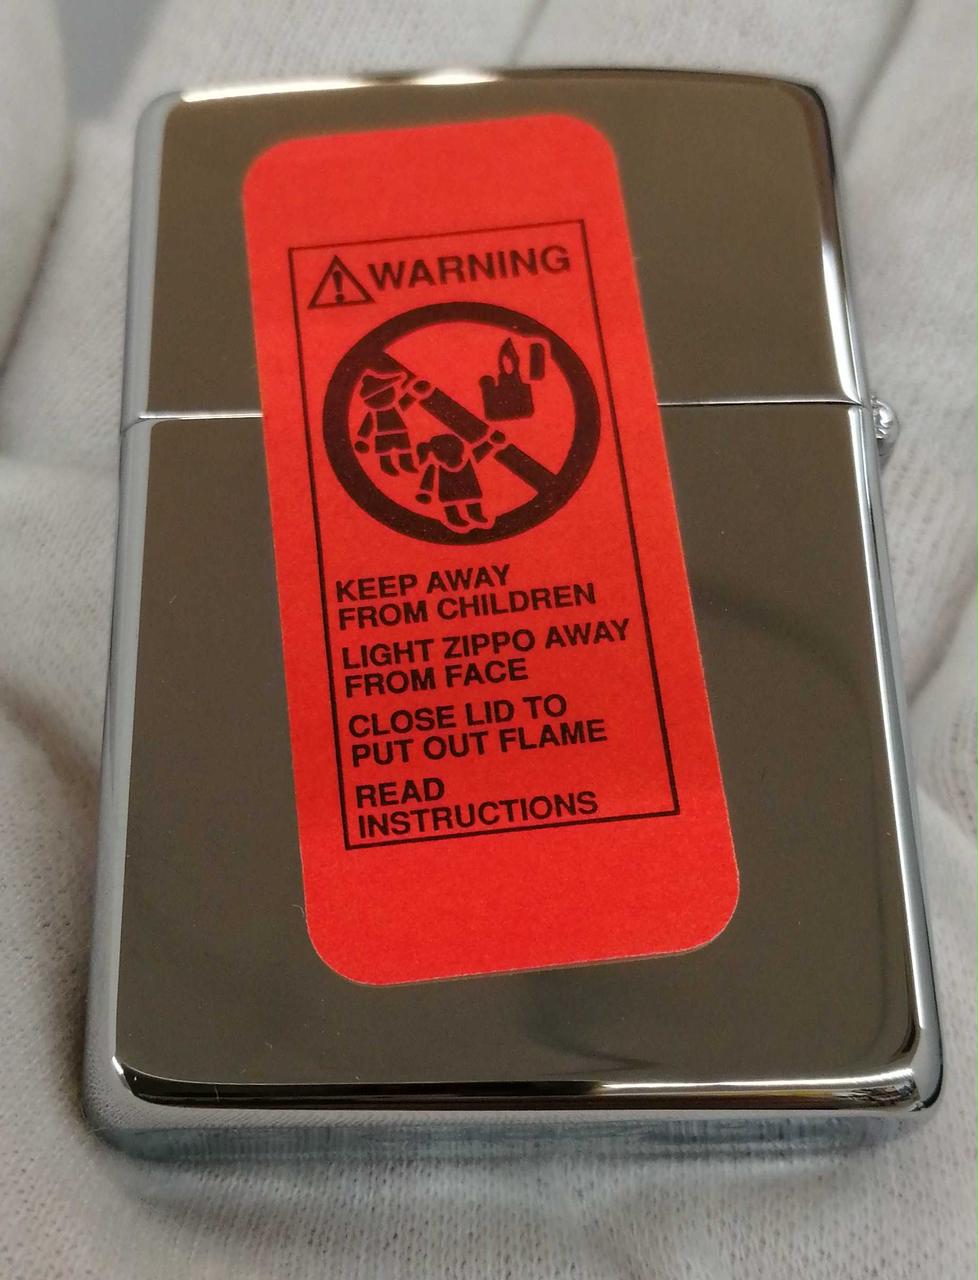 WARNING
KEEP AWAY
FROM CHILDREN
LIGHT ZIPPO AWAY
FROM FACE
CLOSE LID TO
PUT OUT FLAME
READ
INSTRUCTIONS